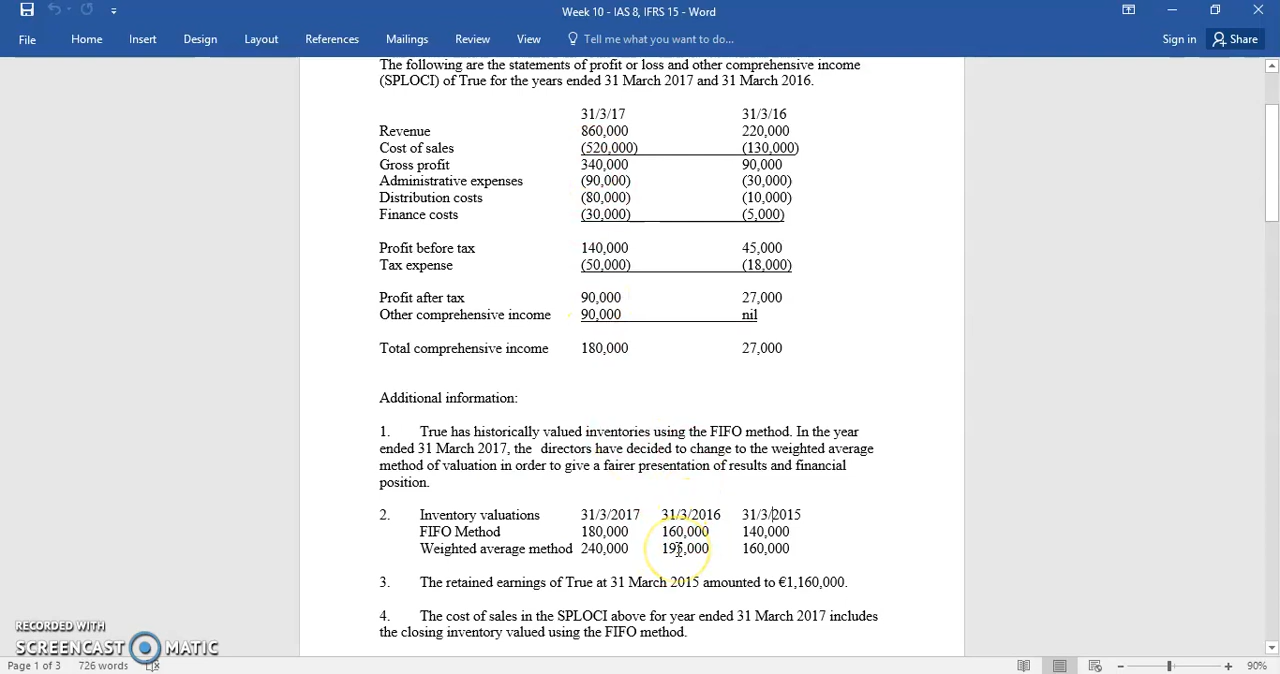 Week 10 - IAS 8, IFRS 15 - Word
File Home Insert Design Layout References Mailings Review View Tell me what you want to do... Sign in Share
The following are the statements of profit or loss and other comprehensive income
(SPLOCI) of True for the years ended 31 March 2017 and 31 March 2016.
31/3/17 31/3/16
Revenue 860,000 220,000
Cost of sales (520,000) (130,000)
Gross profit 340,000 90,000
Administrative expenses (90,000) (30,000)
Distribution costs (80,000) (10,000)
Finance costs (30,000) (5,000)
Profit before tax 140,000 45,000
Tax expense (50,000) (18,000)
Profit after tax 90,000 27,000
Other comprehensive income 90,000 nil
Total comprehensive income 180,000 27,000
Additional information:
1. True has historically valued inventories using the FIFO method. In the year
ended 31 March 2017, the directors have decided to change to the weighted average
method of valuation in order to give a fairer presentation of results and financial
position.
2. Inventory valuations 31/3/2017 31/3/2016 31/3/2015
FIFO Method 180,000 160,000 140,000
Weighted average method 240,000 195,000 160,000
3. The retained earnings of True at 31 March 2015 amounted to €1,160,000.
4. The cost of sales in the SPLOCI above for year ended 31 March 2017 includes
the closing inventory valued using the FIFO method.
RECORDED WITH
SCREENCAST MATIC
Page 1 of 3 726 words 90%